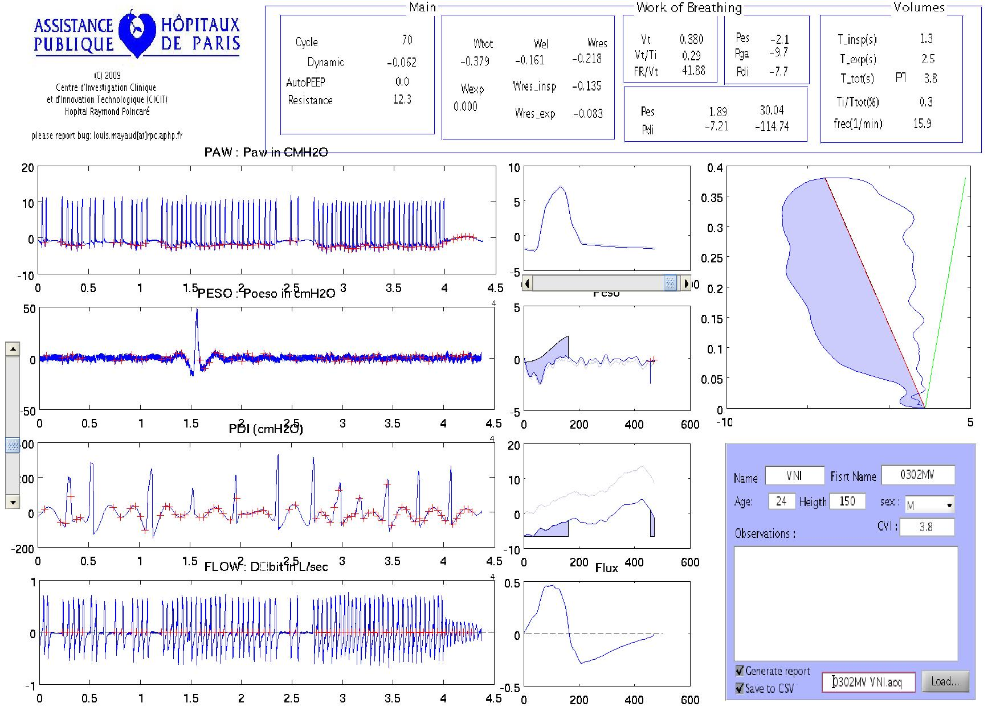 ASSISTANCE HÔPITAUX
PUBLIQUE DE PARIS
(C) 2009
Centre d'Investigation Clinique
et d'Innovation Technologique (CICIT)
Hopital Raymond Poincaré
please report bug: louis.mayaud[at]rpc.aphp.fr
Main
Cycle 70
Dynamic -0.062
AutoPEEP 0.0
Resistance 12.3
Wtot Wel Wres
-0.379 -0.161 -0.218
Wexp Wres_insp -0.135
0.000
Wres_exp -0.083
Work of Breathing
Vt 0.380
Vt/Ti 0.29
FR/Vt 41.88
Pes -2.1
Pga -9.7
Pdi -7.7
Pes 1.89 30.04
Pdi -7.21 -114.74
Volumes
T_insp(s) 1.3
T_exp(s) 2.5
T_tot(s) 3.8
Ti/Ttot(%) 0.3
frec(1/min) 15.9
PAW : Paw in CMH2O
20
10
0
-10
0 0.5 1 1.5 2 2.5 3 3.5 4 4.5
4
PESO : Poeso in cmH2O
50
0
-50
0 0.5 1 1.5 2 2.5 3 3.5 4 4.5
4
PDI (cmH2O)
00
200
0
-200
0 0.5 1 1.5 2 2.5 3 3.5 4 4.5
4
FLOW : D□bit in L/sec
1
0
-1
0 0.5 1 1.5 2 2.5 3 3.5 4 4.5
10
5
0
-5
00
Peso
5
0
-5
0 200 400 600
20
10
0
-10
0 200 400 600
Flux
0.5
0
-0.5
0 200 400 600
0.4
0.35
0.3
0.25
0.2
0.15
0.1
0.05
0
-10 5
Name VNI Fisrt Name 0302MV
Age: 24 Heigth 150 sex : M
CVI : 3.8
Observations :
Generate report
Save to CSV
0302MV VNI.acq
Load...